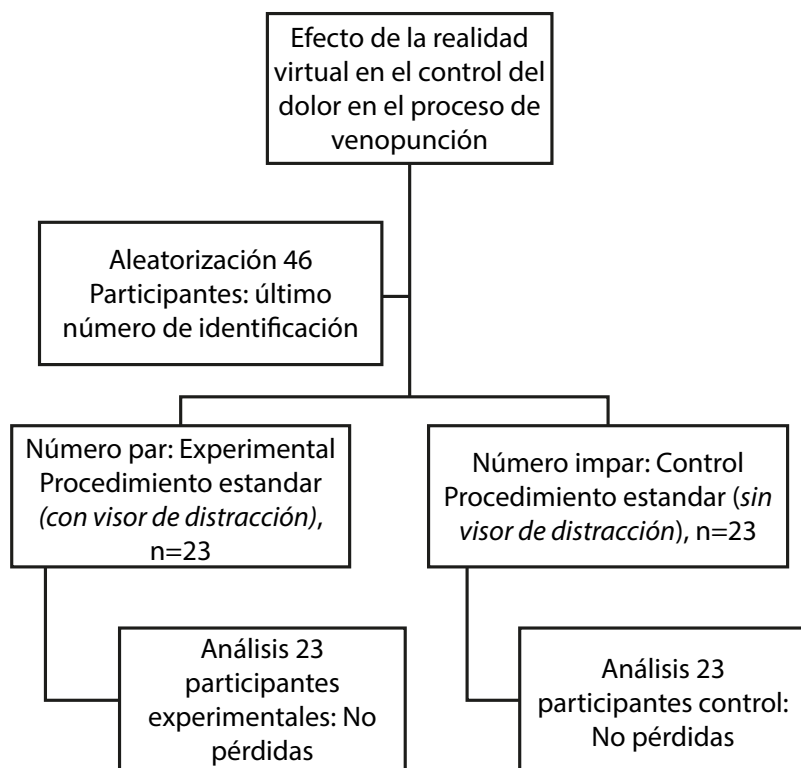 Efecto de la realidad
virtual en el control del
dolor en el proceso de
venopunción
Aleatorización 46
Participantes: último
número de identificación
Número par: Experimental
Procedimiento estandar
(con visor de distracción),
n=23
Número impar: Control
Procedimiento estandar (sin
visor de distracción), n=23
Análisis 23
participantes
experimentales: No
pérdidas
Análisis 23
participantes control:
No pérdidas